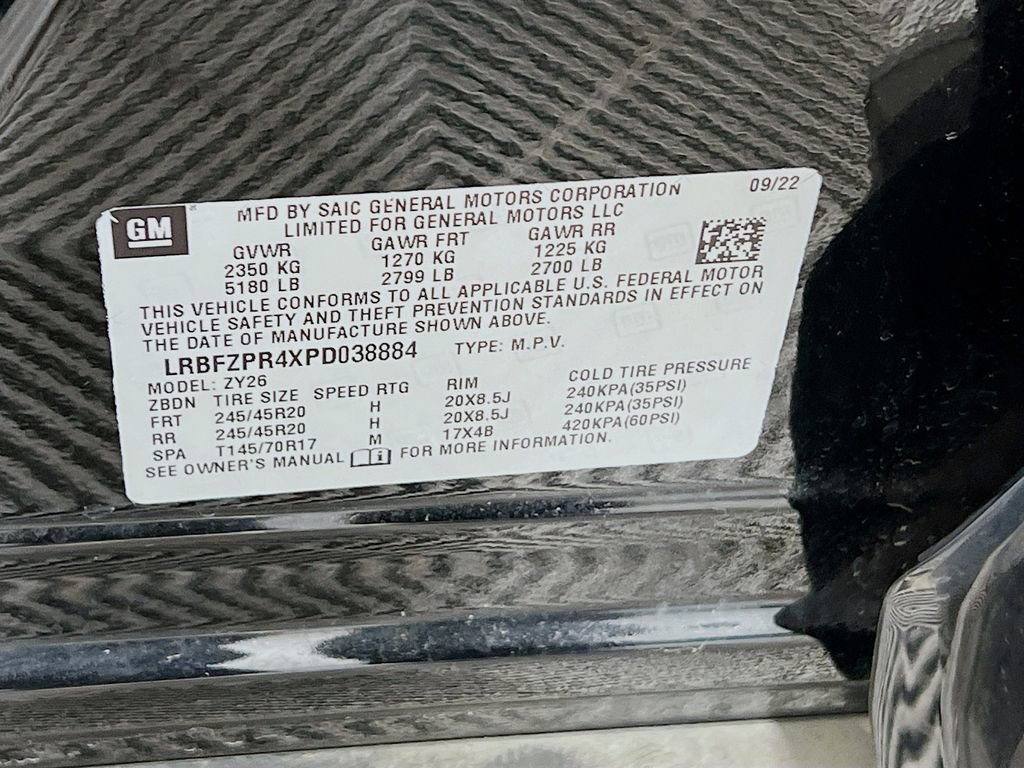 GM
MFD BY SAIC GENERAL MOTORS CORPORATION 09/22
LIMITED FOR GENERAL MOTORS LLC
GVWR GAWR FRT GAWR RR
2350 KG 1270 KG 1225 KG
5180 LB 2799 LB 2700 LB
THIS VEHICLE CONFORMS TO ALL APPLICABLE U.S. FEDERAL MOTOR
VEHICLE SAFETY AND THEFT PREVENTION STANDARDS IN EFFECT ON
THE DATE OF MANUFACTURE SHOWN ABOVE.
LRBFZPR4XPD038884 TYPE: M.P.V.
MODEL: ZY26
ZBDN TIRE SIZE SPEED RTG RIM COLD TIRE PRESSURE
FRT 245/45R20 H 20X8.5J 240KPA(35PSI)
RR 245/45R20 H 20X8.5J 240KPA(35PSI)
SPA T145/70R17 M 17X4B 420KPA(60PSI)
SEE OWNER'S MANUAL FOR MORE INFORMATION.